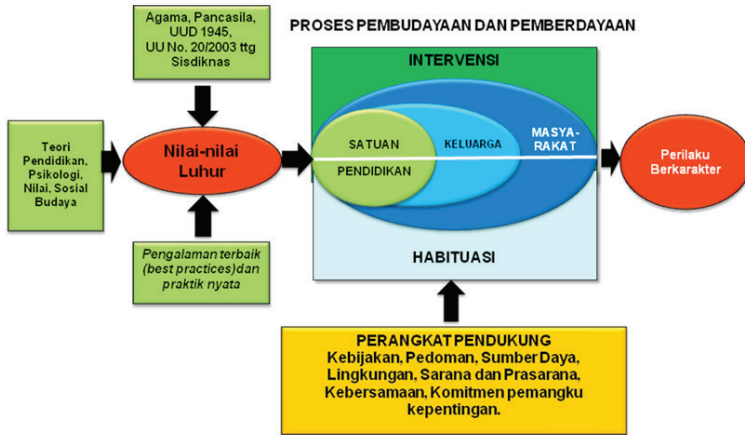 Agama, Pancasila,
UUD 1945,
UU No. 20/2003 ttg
Sisdiknas
PROSES PEMBUDAYAAN DAN PEMBERDAYAAN
INTERVENSI
Teori
Pendidikan,
Psikologi,
Nilai, Sosial
Budaya
Nilai-nilai
Luhur
SATUAN
PENDIDIKAN
KELUARGA
MASYA-
RAKAT
Perilaku
Berkarakter
Pengalaman terbaik
(best practices)dan
praktik nyata
HABITUASI
PERANGKAT PENDUKUNG
Kebijakan, Pedoman, Sumber Daya,
Lingkungan, Sarana dan Prasarana,
Kebersamaan, Komitmen pemangku
kepentingan.